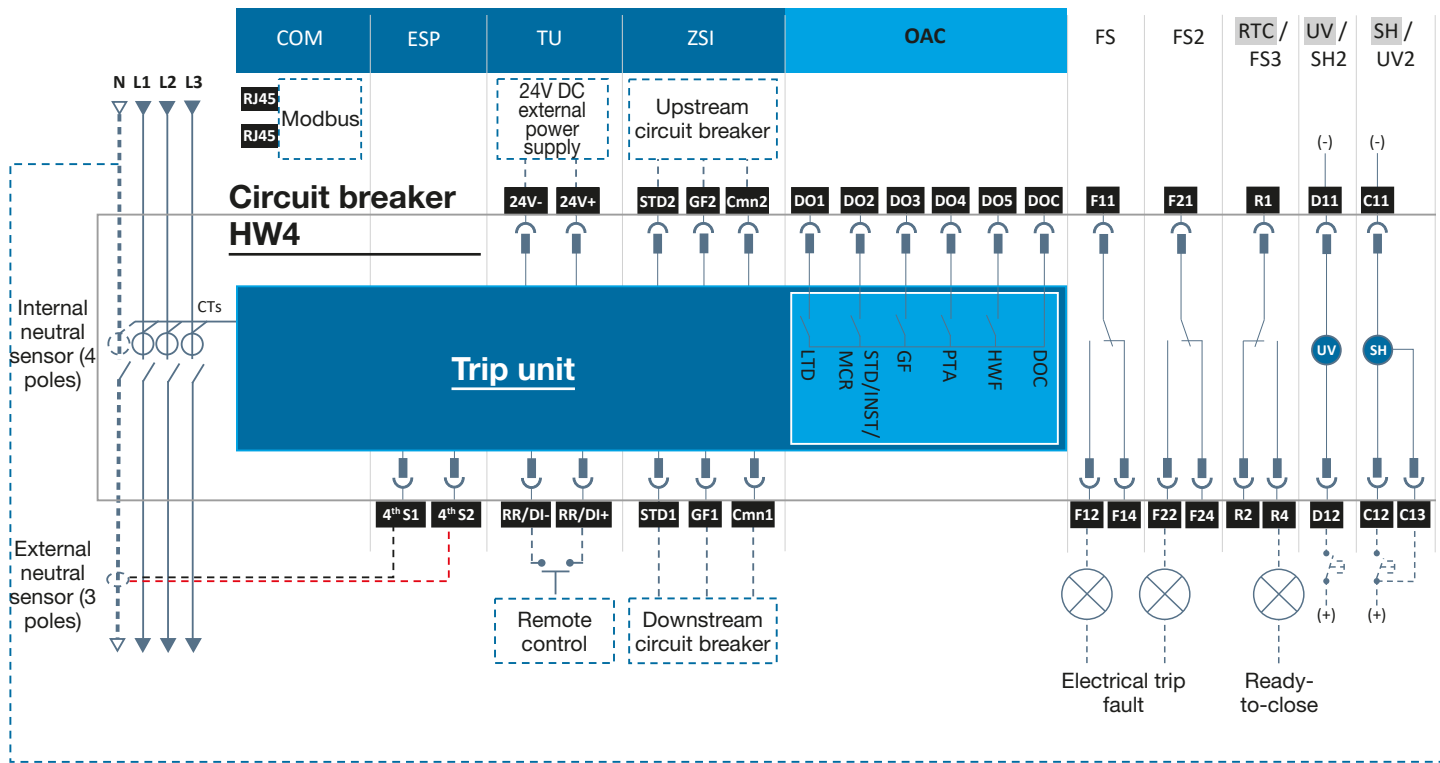 COM
ESP
TU
ZSI
OAC
FS
FS2
RTC /
FS3
UV /
SH2
SH /
UV2
N L1 L2 L3
RJ45
RJ45
Modbus
24V DC
external
power
supply
Upstream
circuit breaker
(-)
(-)
Circuit breaker
HW4
24V-
24V+
STD2
GF2
Cmn2
DO1
DO2
DO3
DO4
DO5
DOC
F11
F21
R1
D11
C11
Internal
neutral
sensor (4
poles)
CTs
Trip unit
LTD
STD/INST/
MCR
GF
PTA
HWF
DOC
UV
SH
4th S1
4th S2
RR/DI-
RR/DI+
STD1
GF1
Cmn1
F12
F14
F22
F24
R2
R4
D12
C12
C13
External
neutral
sensor (3
poles)
(+)
(+)
Remote
control
Downstream
circuit breaker
Electrical trip
fault
Ready-
to-close